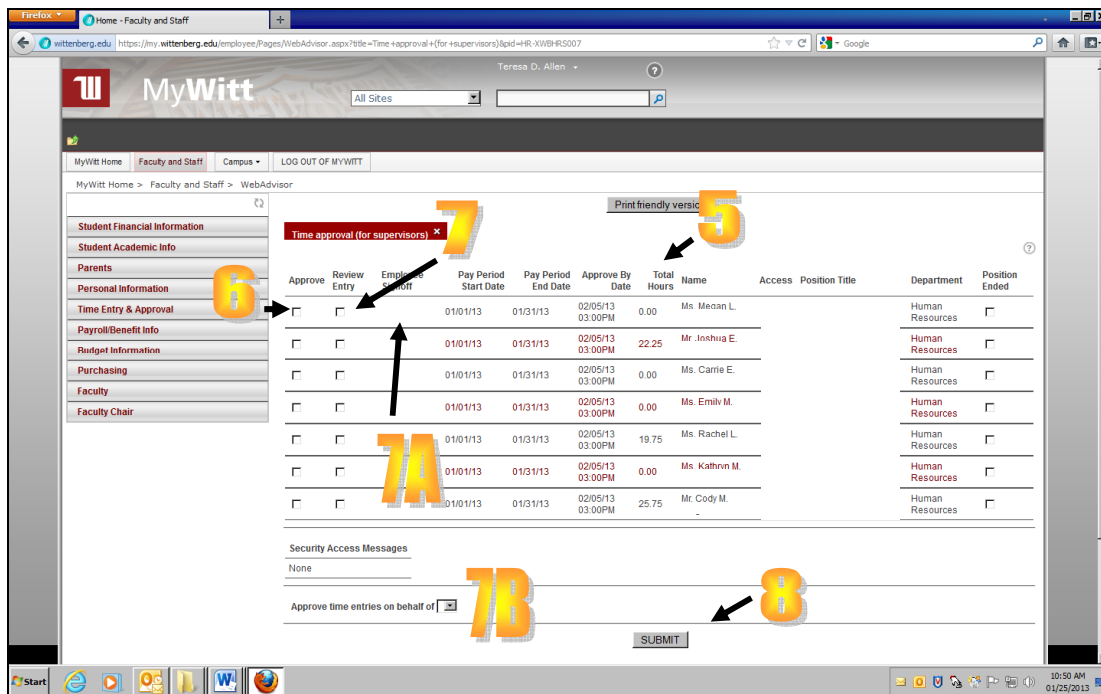 Firefox
Home - Faculty and Staff
wittenberg.edu https://my.wittenberg.edu/employee/Pages/WebAdvisor.aspx?title=Time+approval+(for+supervisors)&pid=HR-XWBHRS007
Google
Teresa D. Allen
MyWitt
All Sites
MyWitt Home Faculty and Staff Campus LOG OUT OF MYWITT
MyWitt Home > Faculty and Staff > WebAdvisor
Student Financial Information
Student Academic Info
Parents
Personal Information
Time Entry & Approval
Payroll/Benefit Info
Budget Information
Purchasing
Faculty
Faculty Chair
Print friendly version
5
7
6
Time approval (for supervisors)
Approve Review Entry Employee Signoff Pay Period Start Date Pay Period End Date Approve By Date Total Hours Name Access Position Title Department Position Ended
01/01/13 01/31/13 02/05/13 03:00PM 0.00 Ms. Megan L. Human Resources
01/01/13 01/31/13 02/05/13 03:00PM 22.25 Mr. Joshua E. Human Resources
01/01/13 01/31/13 02/05/13 03:00PM 0.00 Ms. Carrie E. Human Resources
01/01/13 01/31/13 02/05/13 03:00PM 0.00 Ms. Emily M. Human Resources
7A
01/01/13 01/31/13 02/05/13 03:00PM 19.75 Ms. Rachel L. Human Resources
01/01/13 01/31/13 02/05/13 03:00PM 0.00 Ms. Kathryn M. Human Resources
01/01/13 01/31/13 02/05/13 03:00PM 25.75 Mr. Cody M. Human Resources
Security Access Messages
None
7B
Approve time entries on behalf of
8
SUBMIT
Start
10:50 AM
01/25/2013